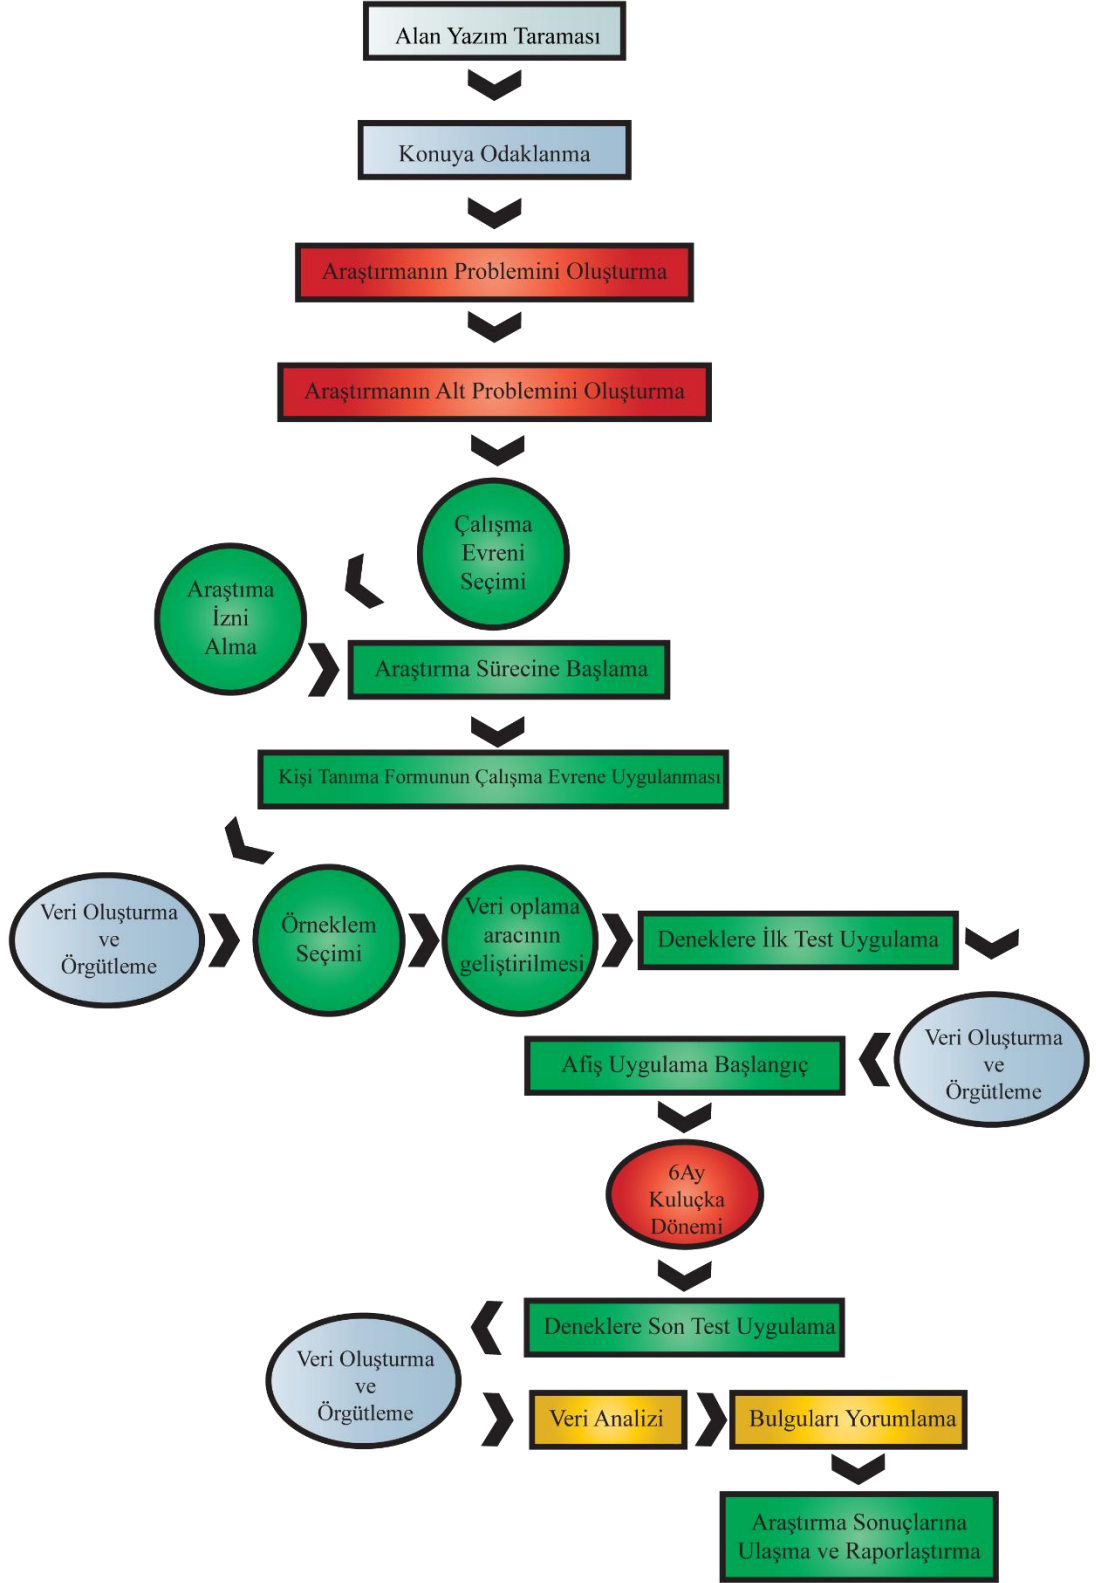 Alan Yazım Taraması
Konuya Odaklanma
Araştırmanın Problemini Oluşturma
Araştırmanın Alt Problemini Oluşturma
Çalışma
Evreni
Seçimi
Araştıma
İzni
Alma
Araştırma Sürecine Başlama
Kişi Tanıma Formunun Çalışma Evrene Uygulanması
Veri Oluşturma
ve
Örgütleme
Örneklem
Seçimi
Veri oplama
aracının
geliştirilmesi
Deneklere İlk Test Uygulama
Veri Oluşturma
ve
Örgütleme
Afiş Uygulama Başlangıç
6Ay
Kuluçka
Dönemi
Deneklere Son Test Uygulama
Veri Oluşturma
ve
Örgütleme
Veri Analizi
Bulguları Yorumlama
Araştırma Sonuçlarına
Ulaşma ve Raporlaştırma